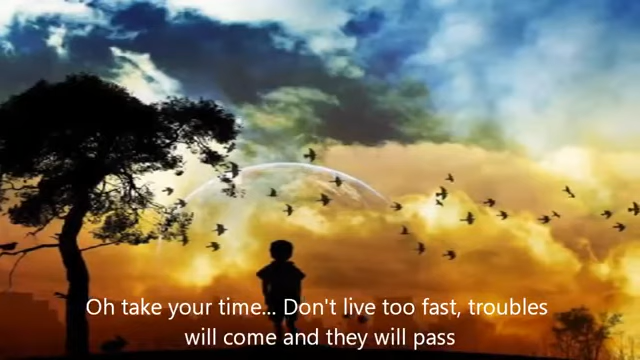 Oh take your time... Don't live too fast, troubles
will come and they will pass